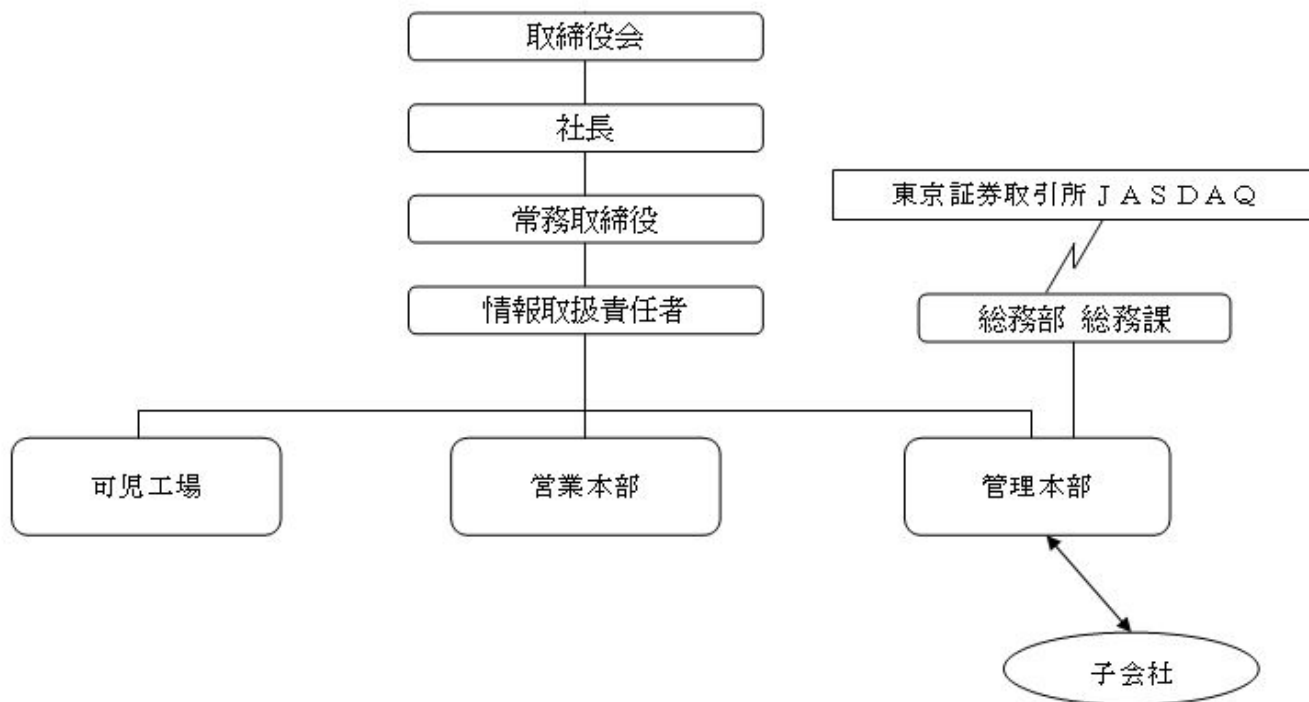 取締役会
社長
常務取締役
東京証券取引所ＪＡＳＤＡＱ
情報取扱責任者
総務部 総務課
可児工場
営業本部
管理本部
子会社